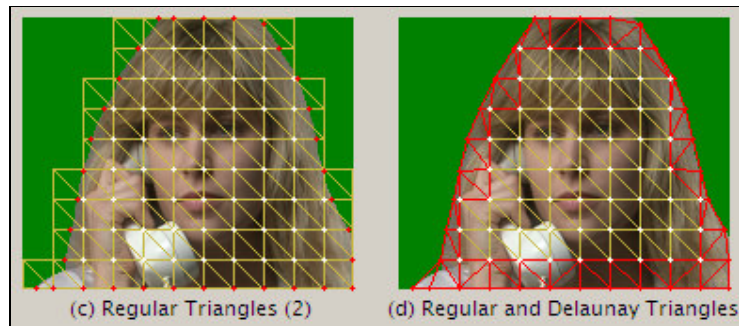 (c) Regular Triangles (2)
(d) Regular and Delaunay Triangles